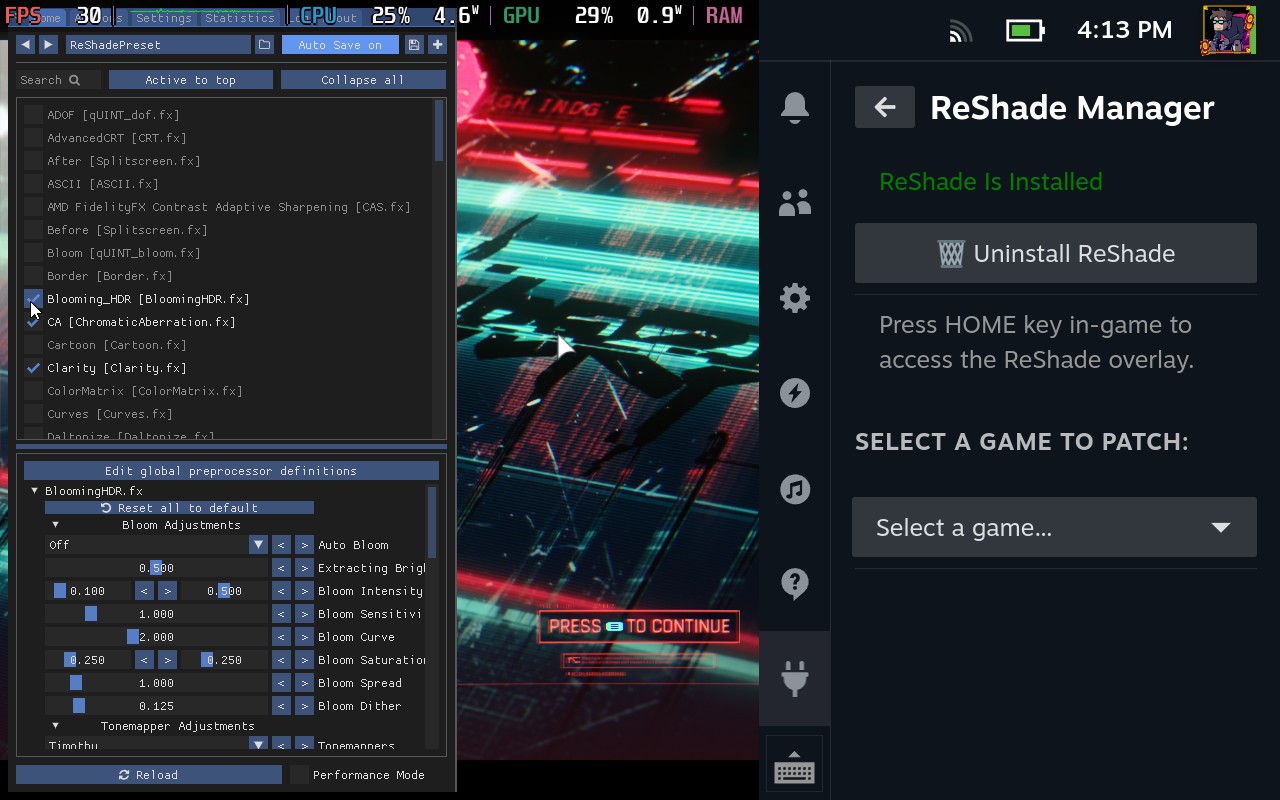 FPS 30 CPU 25% 4.6W GPU 29% 0.9W RAM
Settings Statistics
ReShadePreset Auto Save on
Search Active to top Collapse all
ADOF [qUINT_dof.fx]
AdvancedCRT [CRT.fx]
After [Splitscreen.fx]
ASCII [ASCII.fx]
AMD FidelityFX Contrast Adaptive Sharpening [CAS.fx]
Before [Splitscreen.fx]
Bloom [qUINT_bloom.fx]
Border [Border.fx]
Blooming_HDR [BloomingHDR.fx]
CA [ChromaticAberration.fx]
Cartoon [Cartoon.fx]
Clarity [Clarity.fx]
ColorMatrix [ColorMatrix.fx]
Curves [Curves.fx]
Daltonize [Daltonize.fx]
Edit global preprocessor definitions
BloomingHDR.fx
Reset all to default
Bloom Adjustments
Off < > Auto Bloom
0.500 < > Extracting Brigh
0.100 < > 0.500 < > Bloom Intensity
1.000 < > Bloom Sensitivi
2.000 < > Bloom Curve
0.250 < > 0.250 < > Bloom Saturation
1.000 < > Bloom Spread
0.125 < > Bloom Dither
Tonemapper Adjustments
Timothy < > Tonemappers
Reload Performance Mode
PRESS TO CONTINUE
4:13 PM
ReShade Manager
ReShade Is Installed
Uninstall ReShade
Press HOME key in-game to
access the ReShade overlay.
SELECT A GAME TO PATCH:
Select a game...